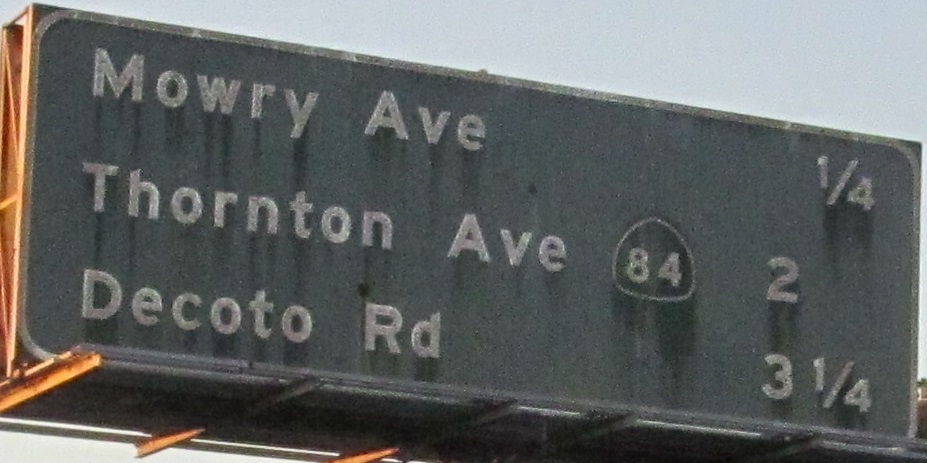 Mowry Ave 1/4
Thornton Ave 84 2
Decoto Rd 3 1/4